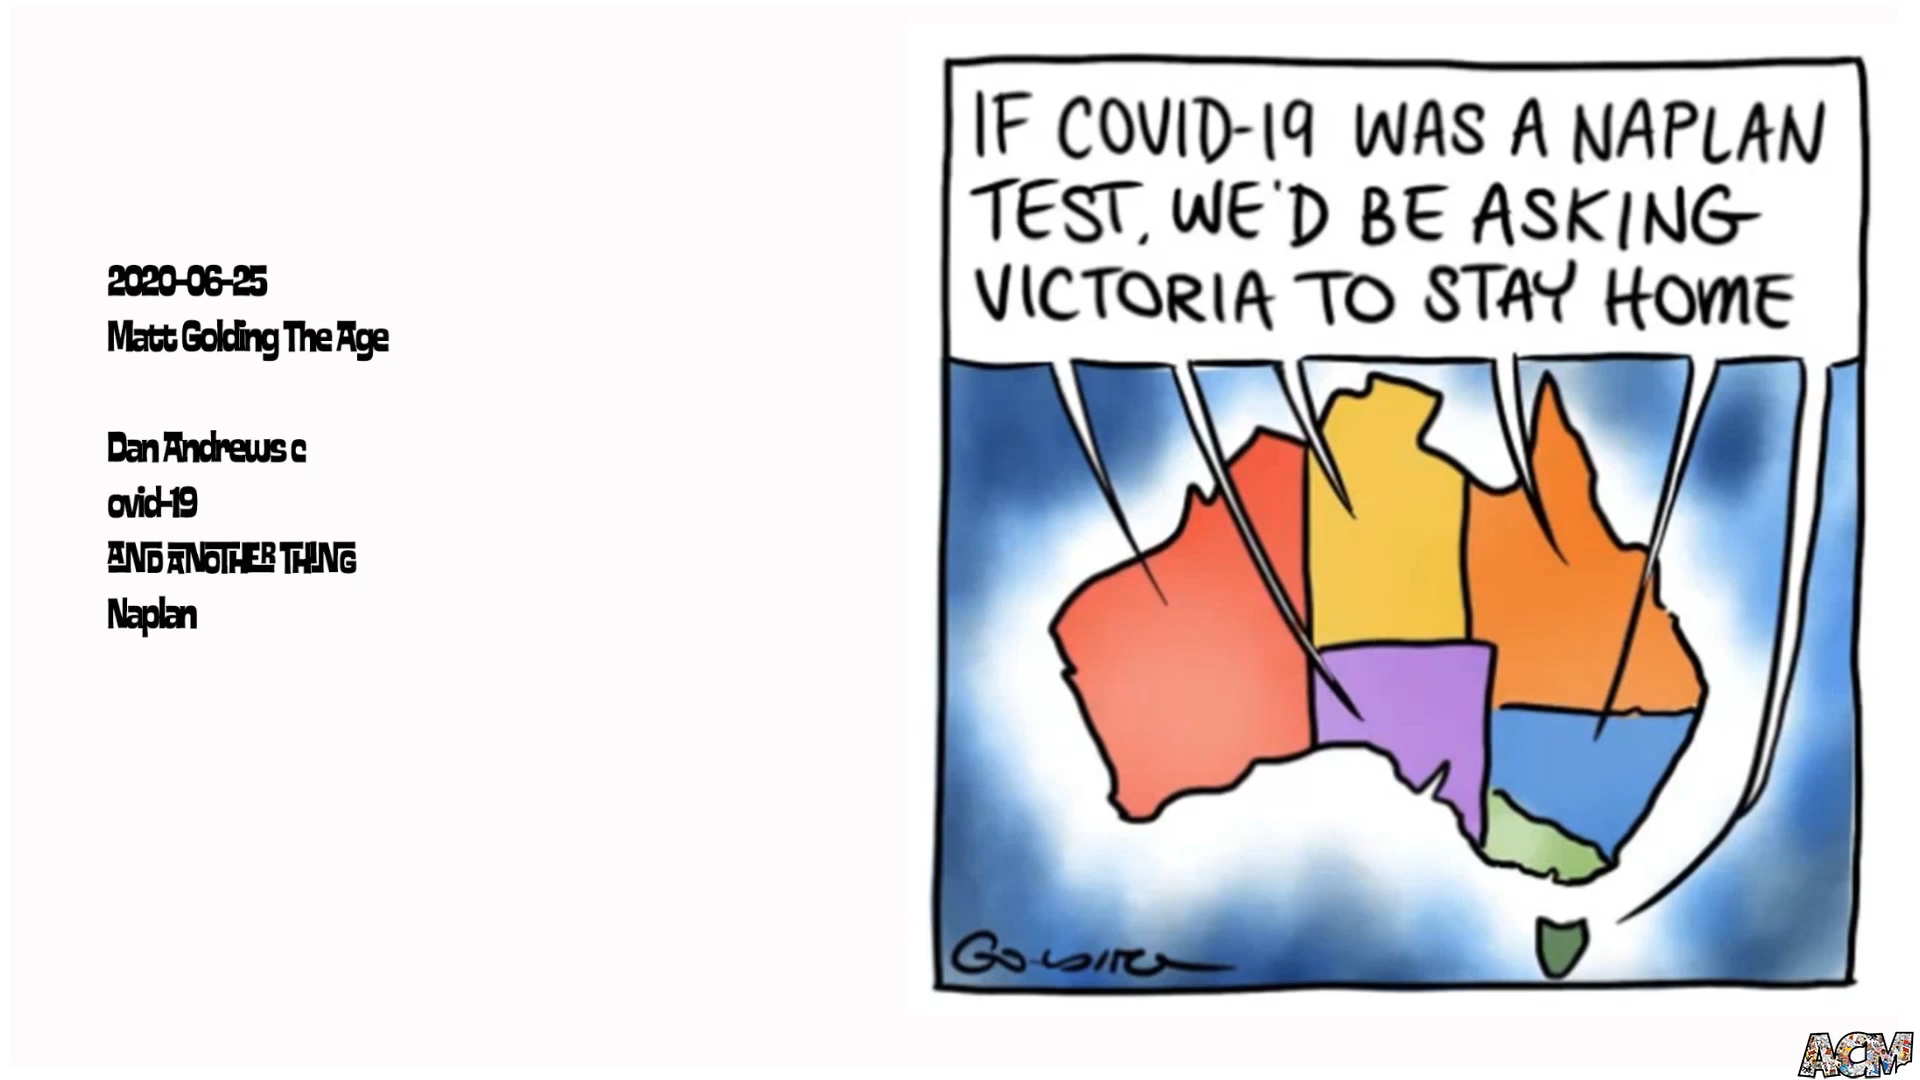 2020-06-25
Matt Golding The Age
Dan Andrews c
ovid-19
AND ANOTHER THING
Naplan
IF COVID-19 WAS A NAPLAN
TEST, WE'D BE ASKING
VICTORIA TO STAY HOME
ACM